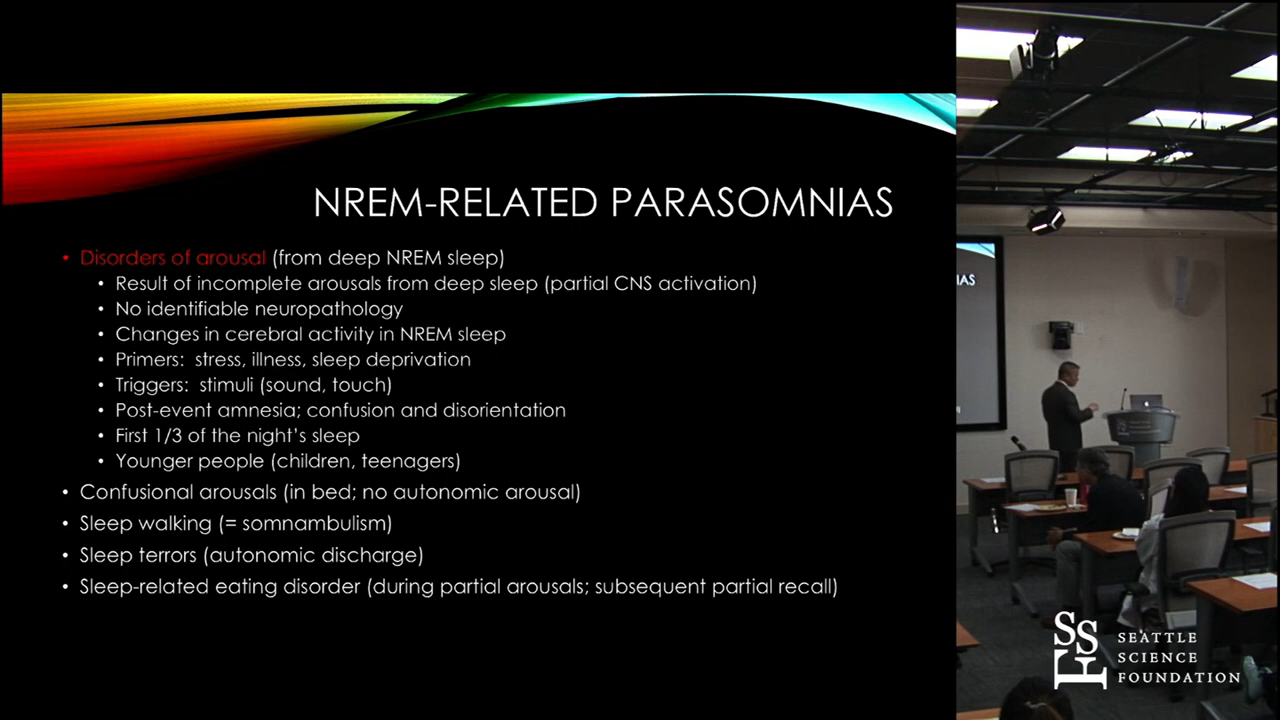 NREM-RELATED PARASOMNIAS
• Disorders of arousal (from deep NREM sleep)
• Result of incomplete arousals from deep sleep (partial CNS activation)
• No identifiable neuropathology
• Changes in cerebral activity in NREM sleep
• Primers: stress, illness, sleep deprivation
• Triggers: stimuli (sound, touch)
• Post-event amnesia; confusion and disorientation
• First 1/3 of the night's sleep
• Younger people (children, teenagers)
• Confusional arousals (in bed; no autonomic arousal)
• Sleep walking (= somnambulism)
• Sleep terrors (autonomic discharge)
• Sleep-related eating disorder (during partial arousals; subsequent partial recall)
IAS
SSF
SEATTLE
SCIENCE
FOUNDATION